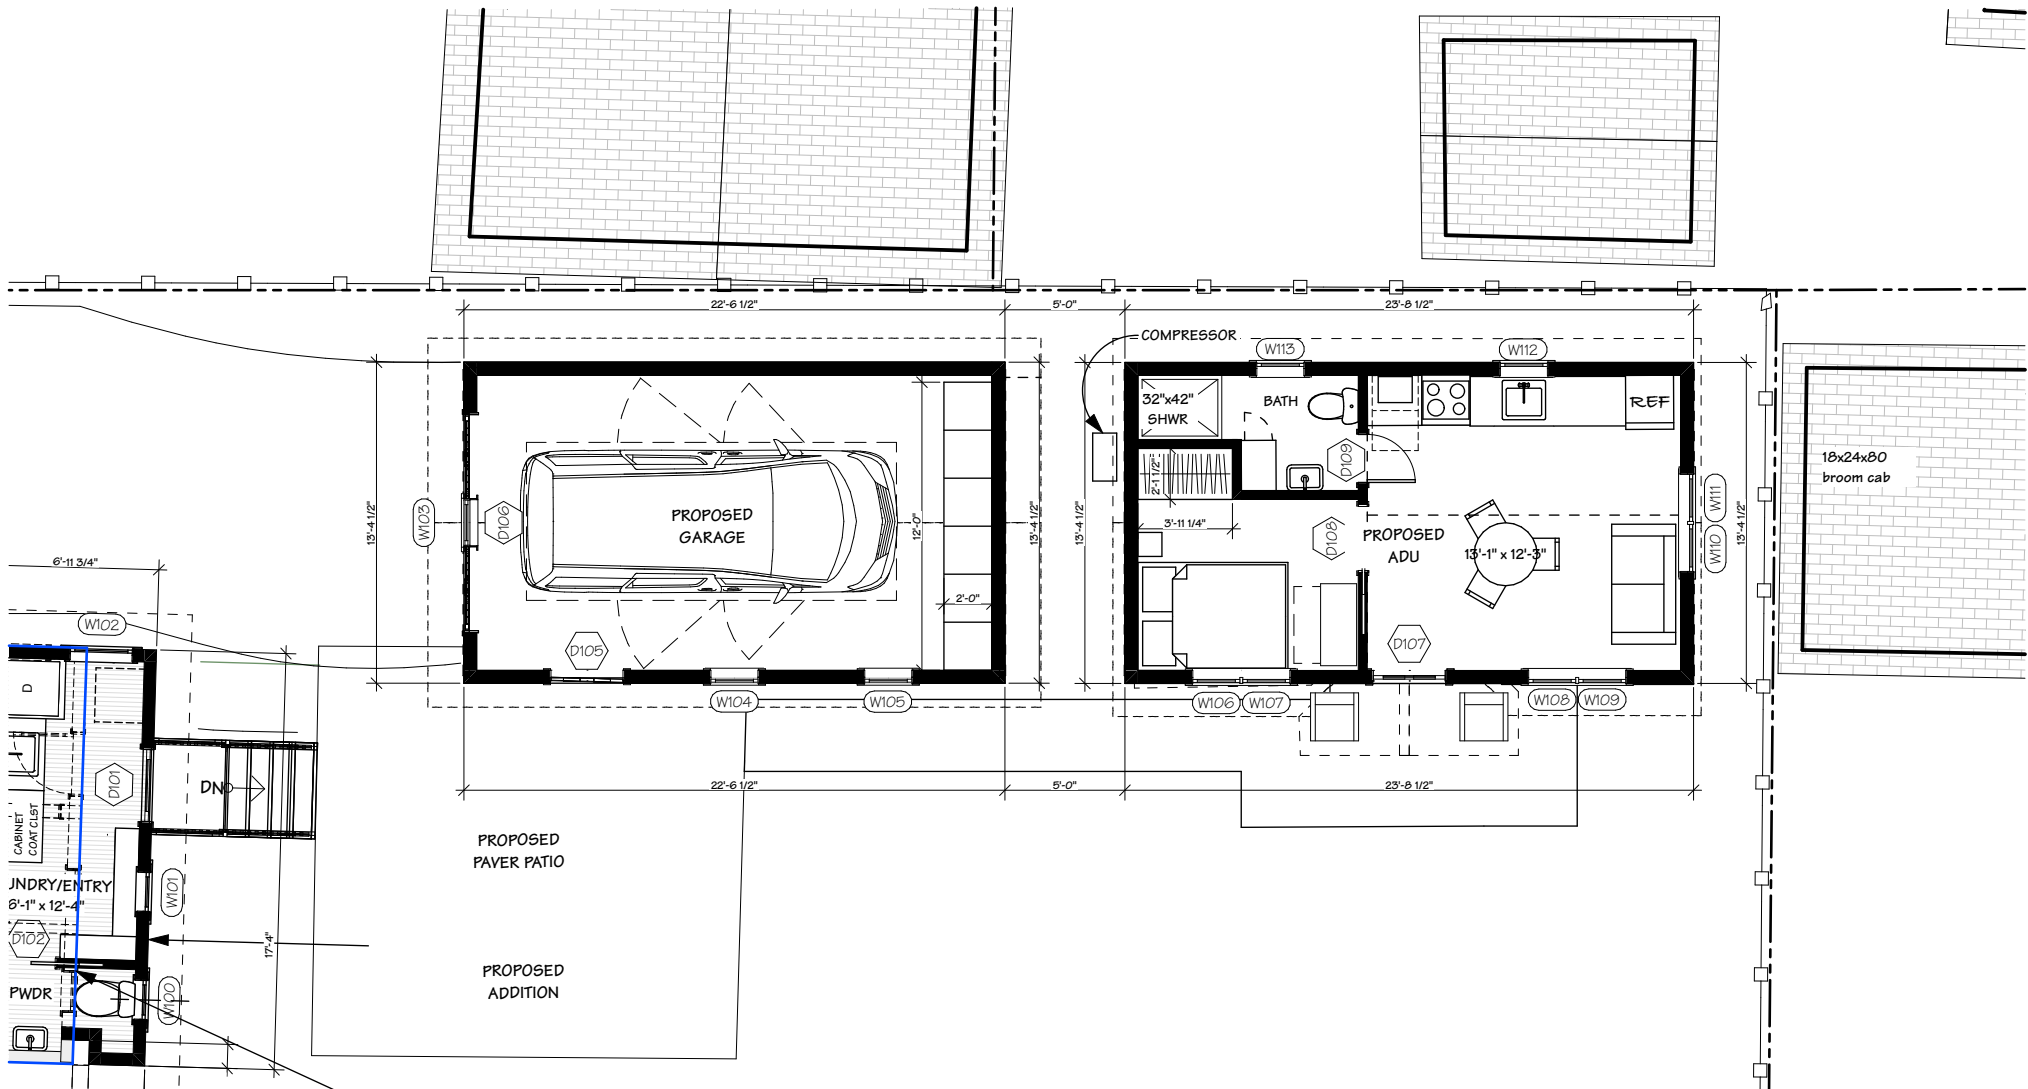 22'-6 1/2"
5'-0"
23'-8 1/2"
COMPRESSOR
W113
W112
32"x42"
SHWR
BATH
REF
18x24x80
broom cab
D109
2'-1 1/2"
W103
D106
13'-4 1/2"
PROPOSED
GARAGE
12'-0"
13'-4 1/2"
13'-4 1/2"
3'-11 1/4"
D108
PROPOSED
ADU
13'-1" x 12'-3"
W111
W110
13'-4 1/2"
6'-11 3/4"
2'-0"
W102
D105
D107
W104
W105
W106
W107
W108
W109
D
D101
DN
22'-6 1/2"
5'-0"
23'-8 1/2"
CABINET
COAT CLST
PROPOSED
PAVER PATIO
UNDRY/ENTRY
6'-1" x 12'-4"
W101
D102
17'-4"
PROPOSED
ADDITION
PWDR
W100